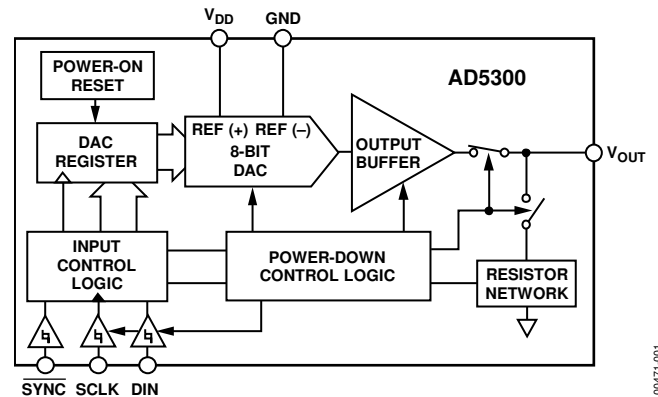 V_DD GND
POWER-ON
RESET
AD5300
REF (+) REF (–)
DAC
REGISTER
8-BIT
DAC
OUTPUT
BUFFER
V_OUT
INPUT
CONTROL
LOGIC
POWER-DOWN
CONTROL LOGIC
RESISTOR
NETWORK
S̅Y̅N̅C̅ SCLK DIN
00471-001